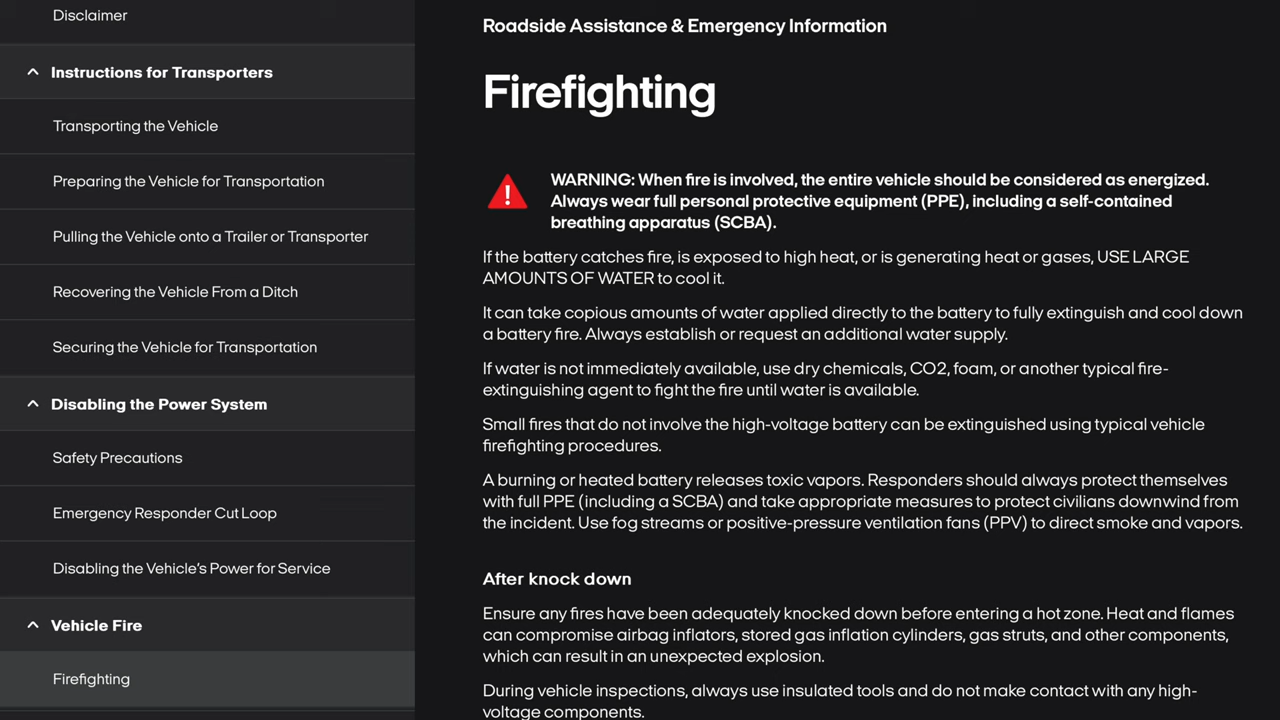 Disclaimer
Instructions for Transporters
Transporting the Vehicle
Preparing the Vehicle for Transportation
Pulling the Vehicle onto a Trailer or Transporter
Recovering the Vehicle From a Ditch
Securing the Vehicle for Transportation
Disabling the Power System
Safety Precautions
Emergency Responder Cut Loop
Disabling the Vehicle's Power for Service
Vehicle Fire
Firefighting
Roadside Assistance & Emergency Information
Firefighting
WARNING: When fire is involved, the entire vehicle should be considered as energized.
Always wear full personal protective equipment (PPE), including a self-contained
breathing apparatus (SCBA).
If the battery catches fire, is exposed to high heat, or is generating heat or gases, USE LARGE
AMOUNTS OF WATER to cool it.
It can take copious amounts of water applied directly to the battery to fully extinguish and cool down
a battery fire. Always establish or request an additional water supply.
If water is not immediately available, use dry chemicals, CO2, foam, or another typical fire-
extinguishing agent to fight the fire until water is available.
Small fires that do not involve the high-voltage battery can be extinguished using typical vehicle
firefighting procedures.
A burning or heated battery releases toxic vapors. Responders should always protect themselves
with full PPE (including a SCBA) and take appropriate measures to protect civilians downwind from
the incident. Use fog streams or positive-pressure ventilation fans (PPV) to direct smoke and vapors.
After knock down
Ensure any fires have been adequately knocked down before entering a hot zone. Heat and flames
can compromise airbag inflators, stored gas inflation cylinders, gas struts, and other components,
which can result in an unexpected explosion.
During vehicle inspections, always use insulated tools and do not make contact with any high-
voltage components.